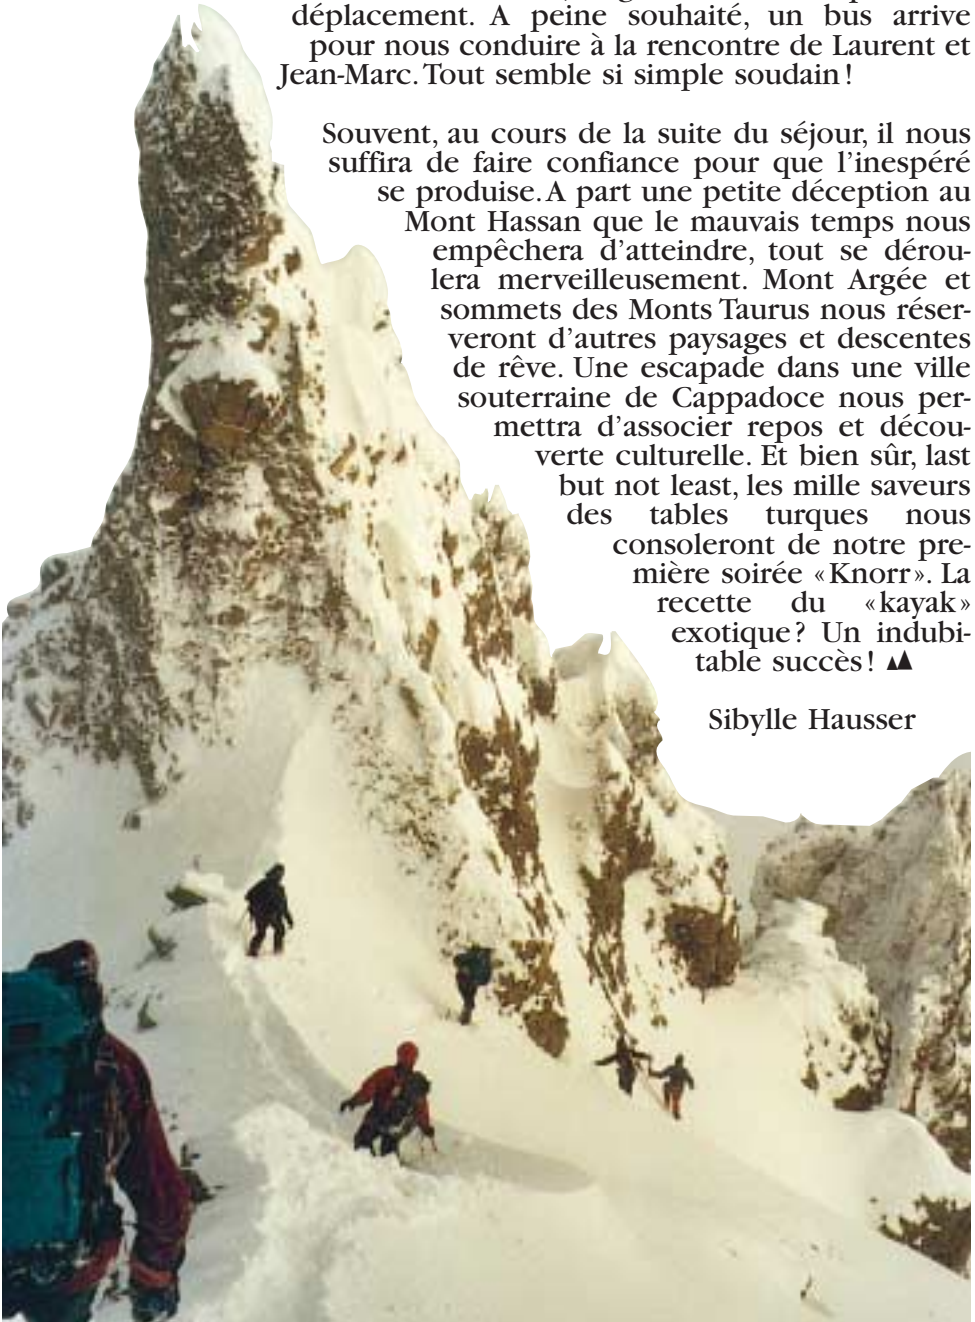 déplacement. A peine souhaité, un bus arrive
pour nous conduire à la rencontre de Laurent et
Jean-Marc. Tout semble si simple soudain !
Souvent, au cours de la suite du séjour, il nous
suffira de faire confiance pour que l'inespéré
se produise. A part une petite déception au
Mont Hassan que le mauvais temps nous
empêchera d'atteindre, tout se dérou-
lera merveilleusement. Mont Argée et
sommets des Monts Taurus nous réser-
veront d'autres paysages et descentes
de rêve. Une escapade dans une ville
souterraine de Cappadoce nous per-
mettra d'associer repos et décou-
verte culturelle. Et bien sûr, last
but not least, les mille saveurs
des tables turques nous
consoleront de notre pre-
mière soirée «Knorr». La
recette du «kayak»
exotique? Un indubi-
table succès !
Sibylle Hausser